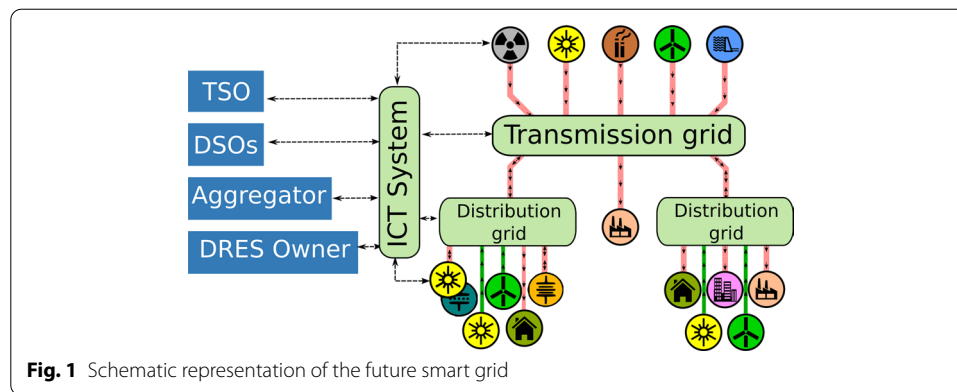 TSO
DSOs
Aggregator
DRES Owner
ICT System
Transmission grid
Distribution
grid
Distribution
grid
Fig. 1 Schematic representation of the future smart grid